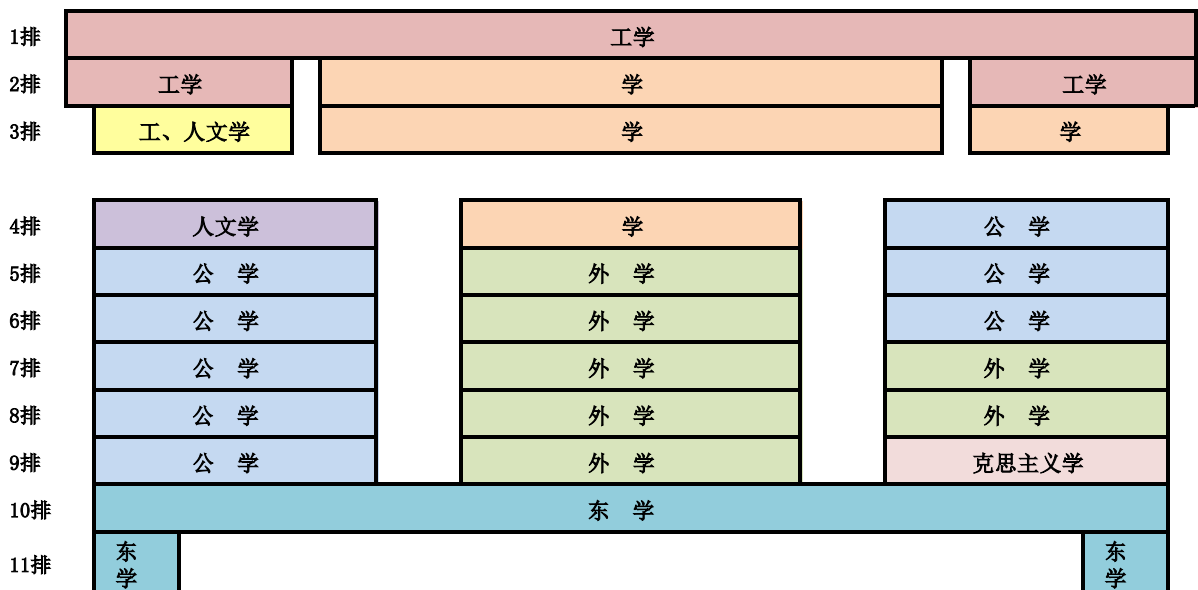 1排 工学
2排 工学 学 工学
3排 工、人文学 学 学
4排 人文学 学 公 学
5排 公 学 外 学 公 学
6排 公 学 外 学 公 学
7排 公 学 外 学 外 学
8排 公 学 外 学 外 学
9排 公 学 外 学 克思主义学
10排 东 学
11排 东 东
学 学